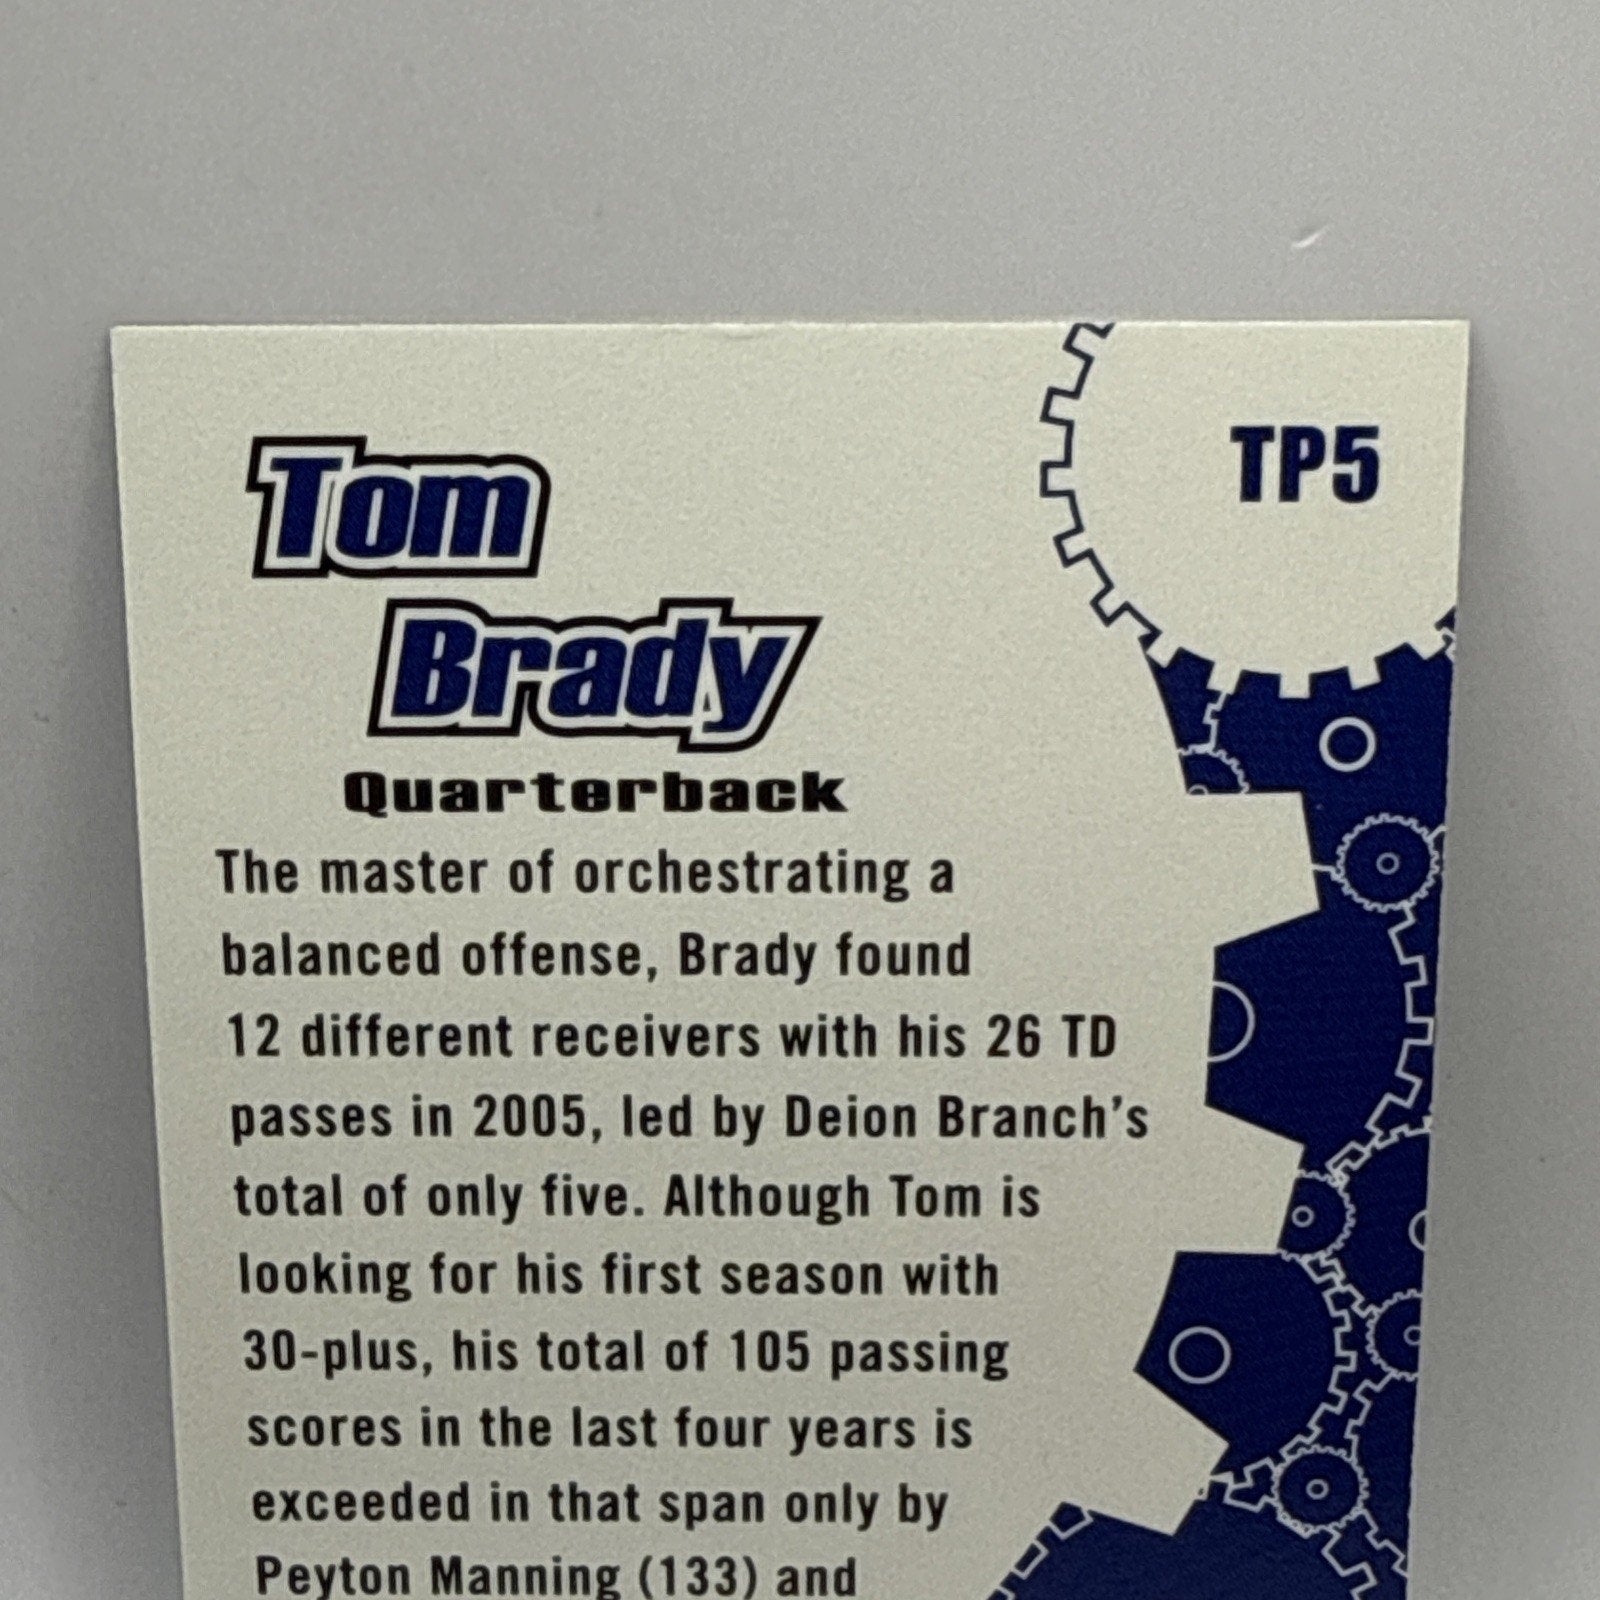 TP5
Tom
Brady
Quarterback
The master of orchestrating a
balanced offense, Brady found
12 different receivers with his 26 TD
passes in 2005, led by Deion Branch's
total of only five. Although Tom is
looking for his first season with
30-plus, his total of 105 passing
scores in the last four years is
exceeded in that span only by
Peyton Manning (133) and